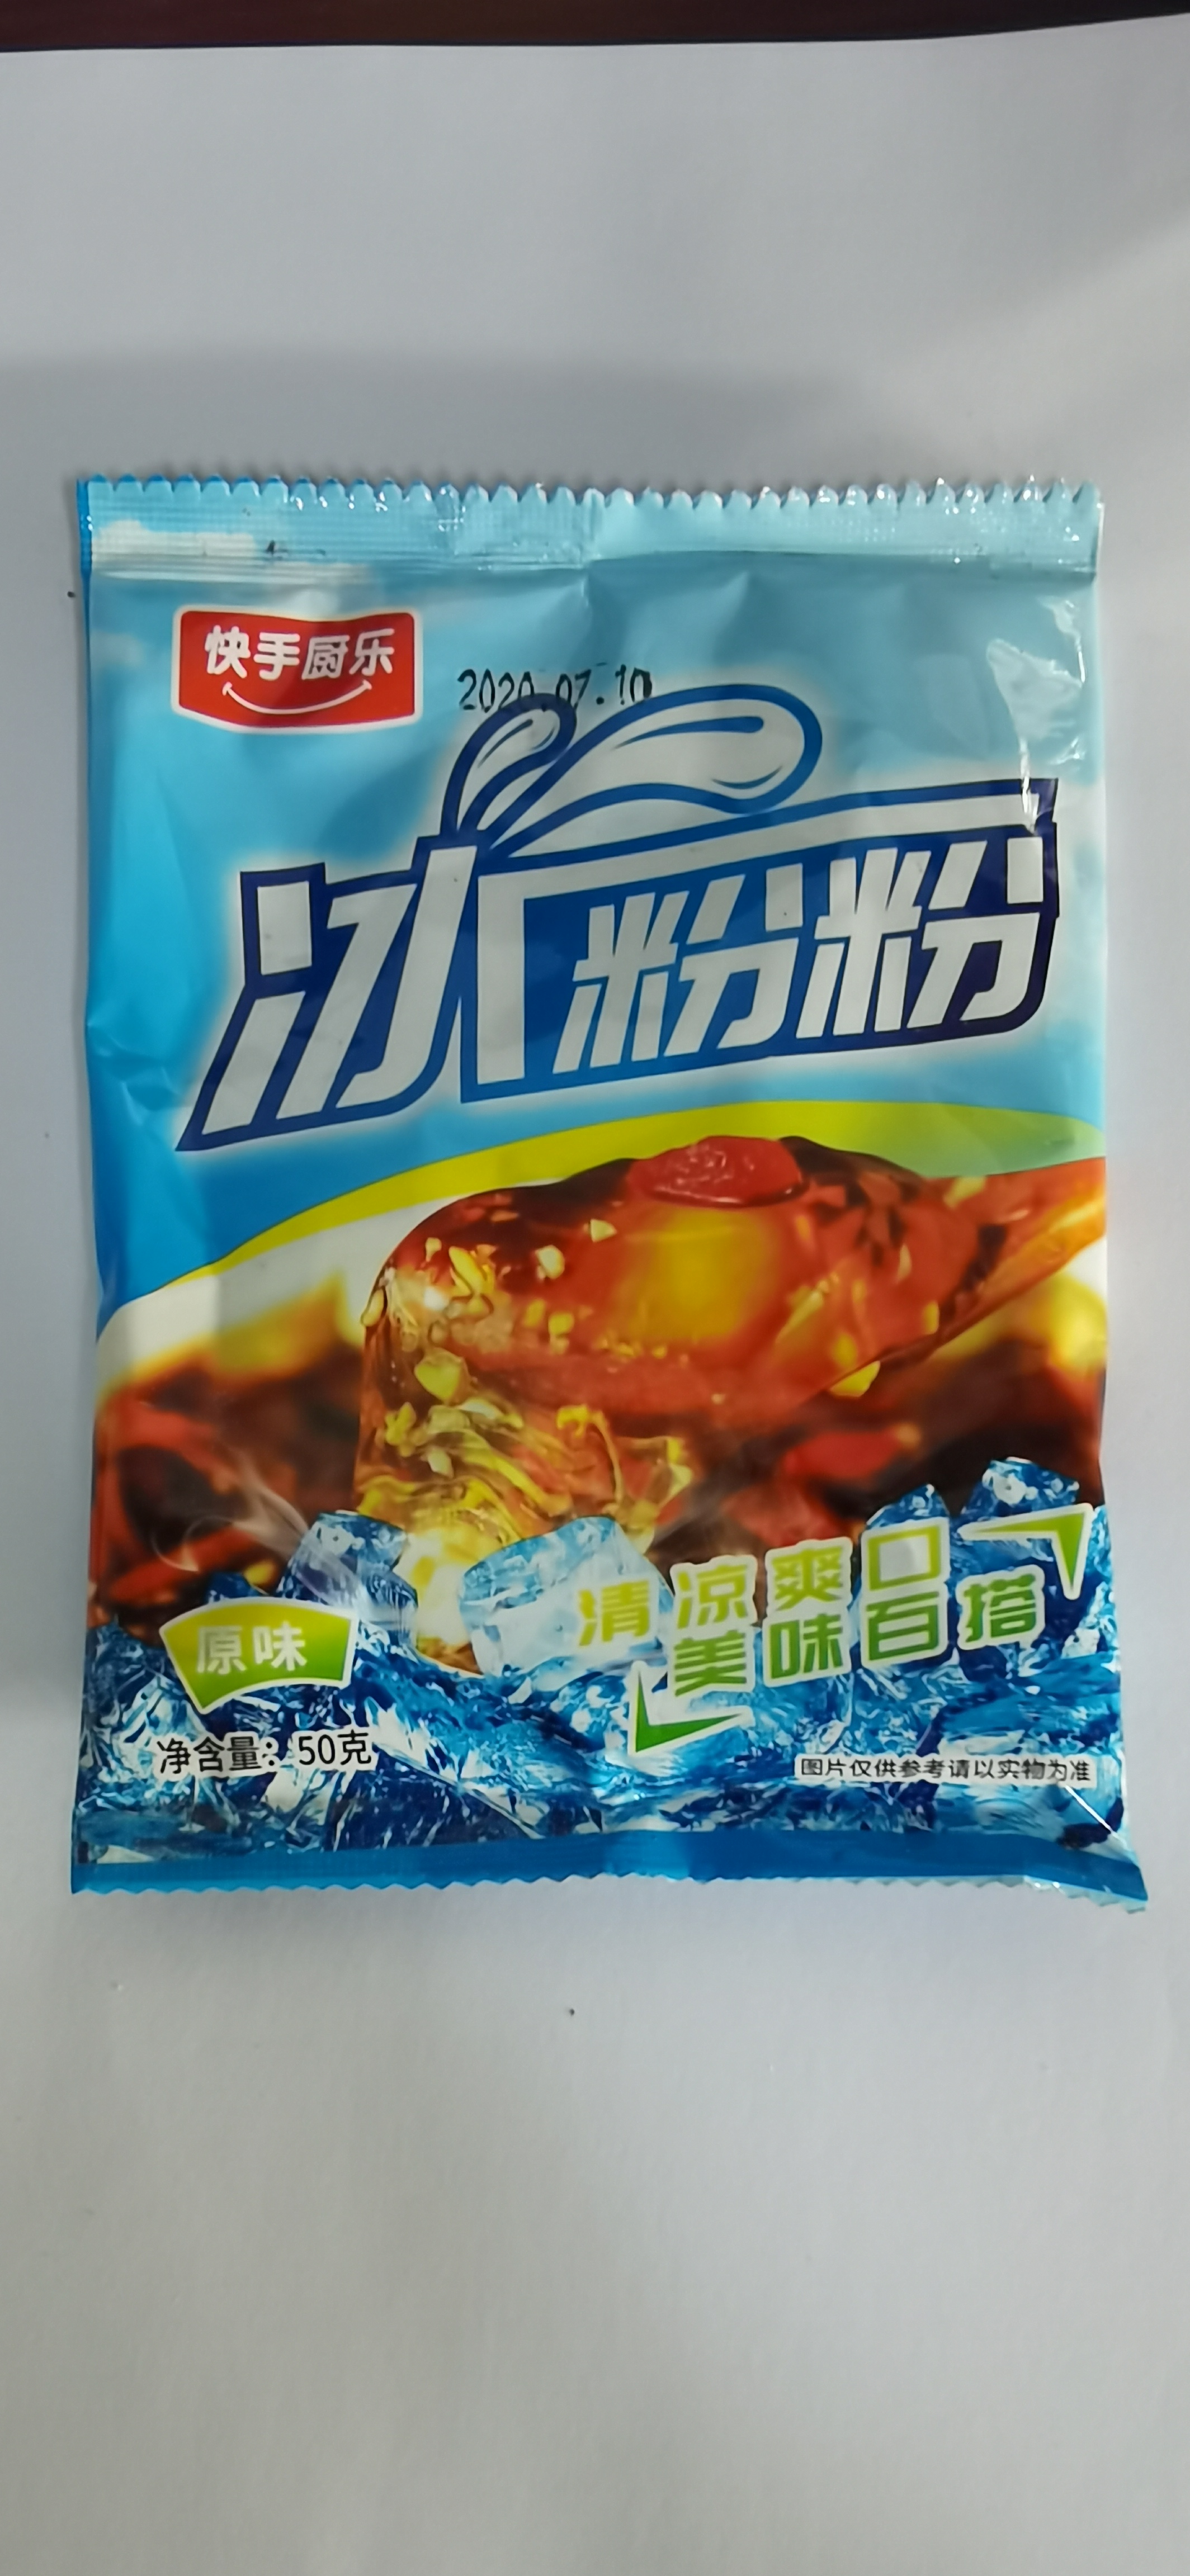 快手厨乐
2020.07.10
冰粉粉
清凉爽口
美味百搭
原味
净含量：50克
图片仅供参考请以实物为准